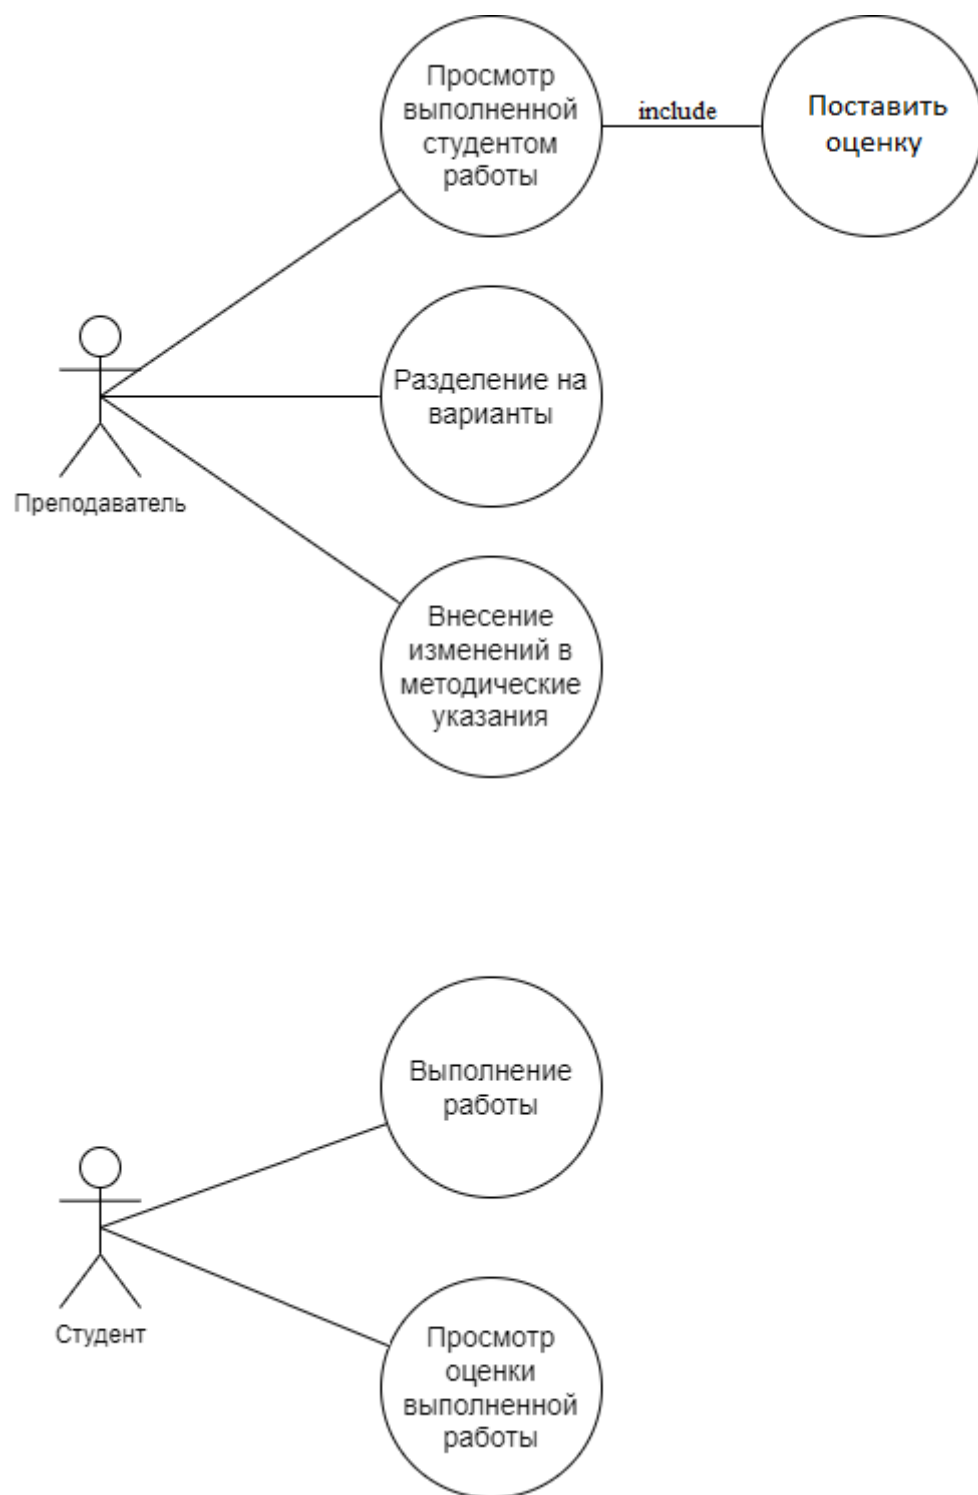 Просмотр
выполненной
студентом
работы
include
Поставить
оценку
Разделение на
варианты
Преподаватель
Внесение
изменений в
методические
указания
Выполнение
работы
Студент
Просмотр
оценки
выполненной
работы